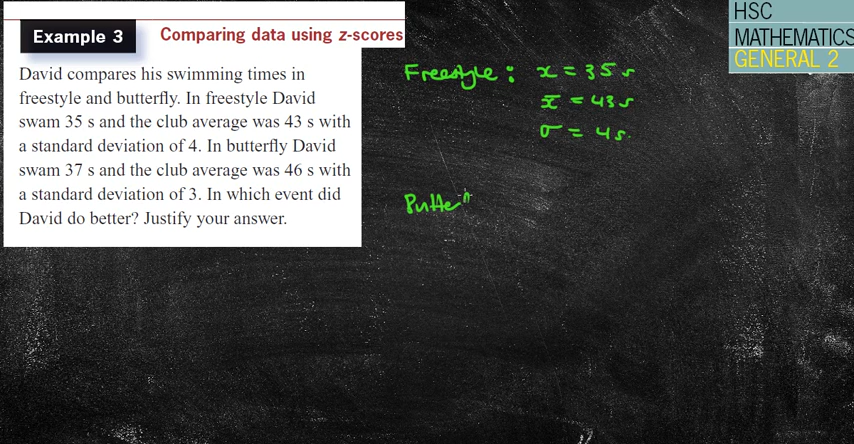 Example 3 Comparing data using z-scores
David compares his swimming times in
freestyle and butterfly. In freestyle David
swam 35 s and the club average was 43 s with
a standard deviation of 4. In butterfly David
swam 37 s and the club average was 46 s with
a standard deviation of 3. In which event did
David do better? Justify your answer.
Freestyle : x = 35 s
x̄ = 43 s
σ = 4 s.
Butter
HSC
MATHEMATICS
GENERAL 2